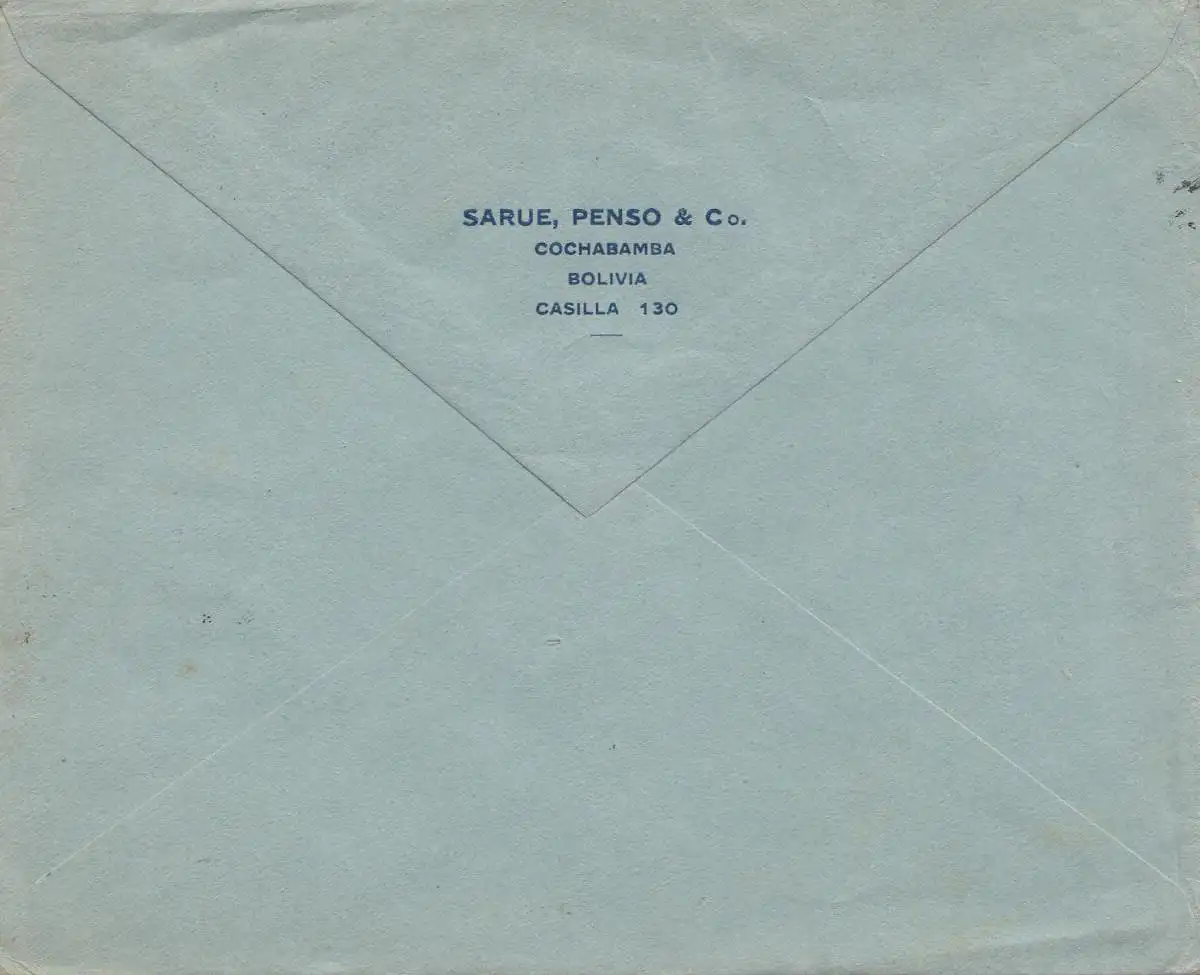 SARUE, PENSO & Co.
COCHABAMBA
BOLIVIA
CASILLA 130